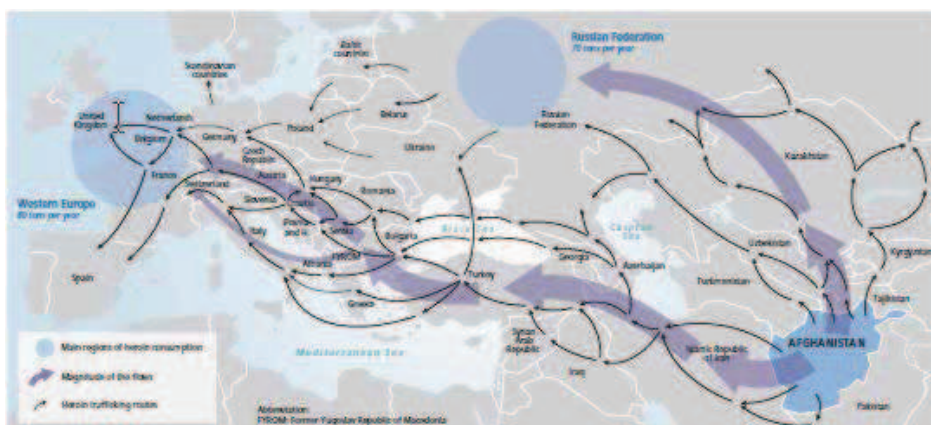 Russian Federation
70 tons per year
Baltic
countries
Scandinavian
countries
United
Kingdom
Netherlands
Belgium
Germany
Poland
Belarus
Russian
Federation
Czech
Republic
Ukraine
Kazakhstan
France
Switzerland
Austria
Hungary
Romania
Western Europe
80 tons per year
Slovenia
Italy
Serbia
Bulgaria
Black Sea
Caspian
Sea
Georgia
Azerbaijan
Uzbekistan
Kyrgyzstan
Spain
Albania
FYROM
Greece
Turkey
Turkmenistan
Tajikistan
Syrian
Arab
Republic
Islamic Republic
of Iran
AFGHANISTAN
Mediterranean Sea
Iraq
Pakistan
Main regions of heroin consumption
Magnitude of the flows
Heroin trafficking routes
Abbreviation:
FYROM: Former Yugoslav Republic of Macedonia